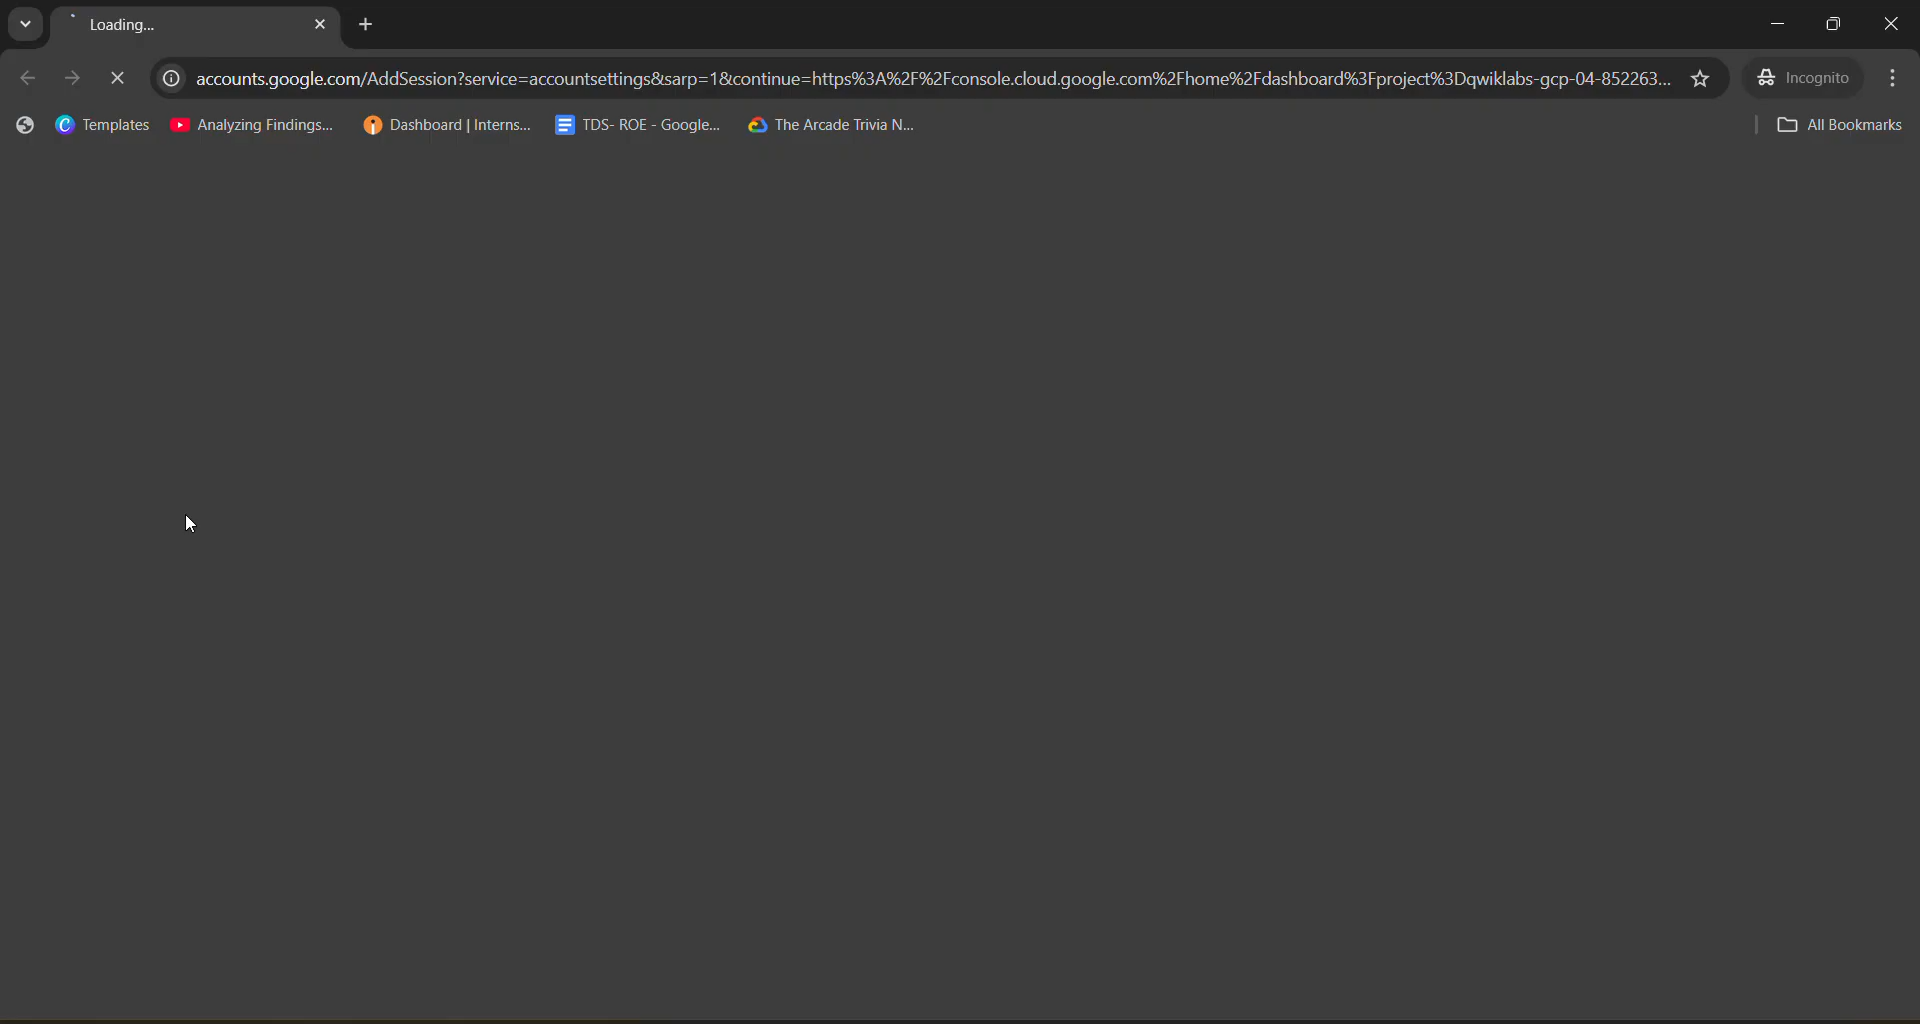 Loading...
accounts.google.com/AddSession?service=accountsettings&sarp=1&continue=https%3A%2F%2Fconsole.cloud.google.com%2Fhome%2Fdashboard%3Fproject%3Dqwiklabs-gcp-04-852263...
Incognito
Templates
Analyzing Findings...
Dashboard | Interns...
TDS- ROE - Google...
The Arcade Trivia N...
All Bookmarks